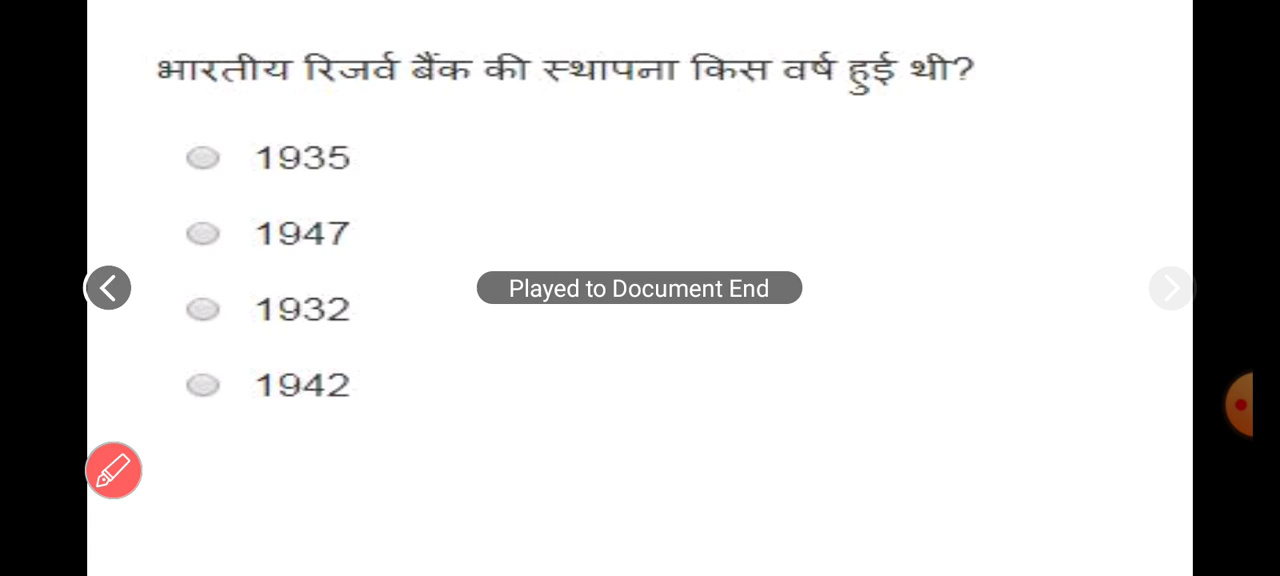 भारतीय रिजर्व बैंक की स्थापना किस वर्ष हुई थी?
1935
1947
Played to Document End
1932
1942